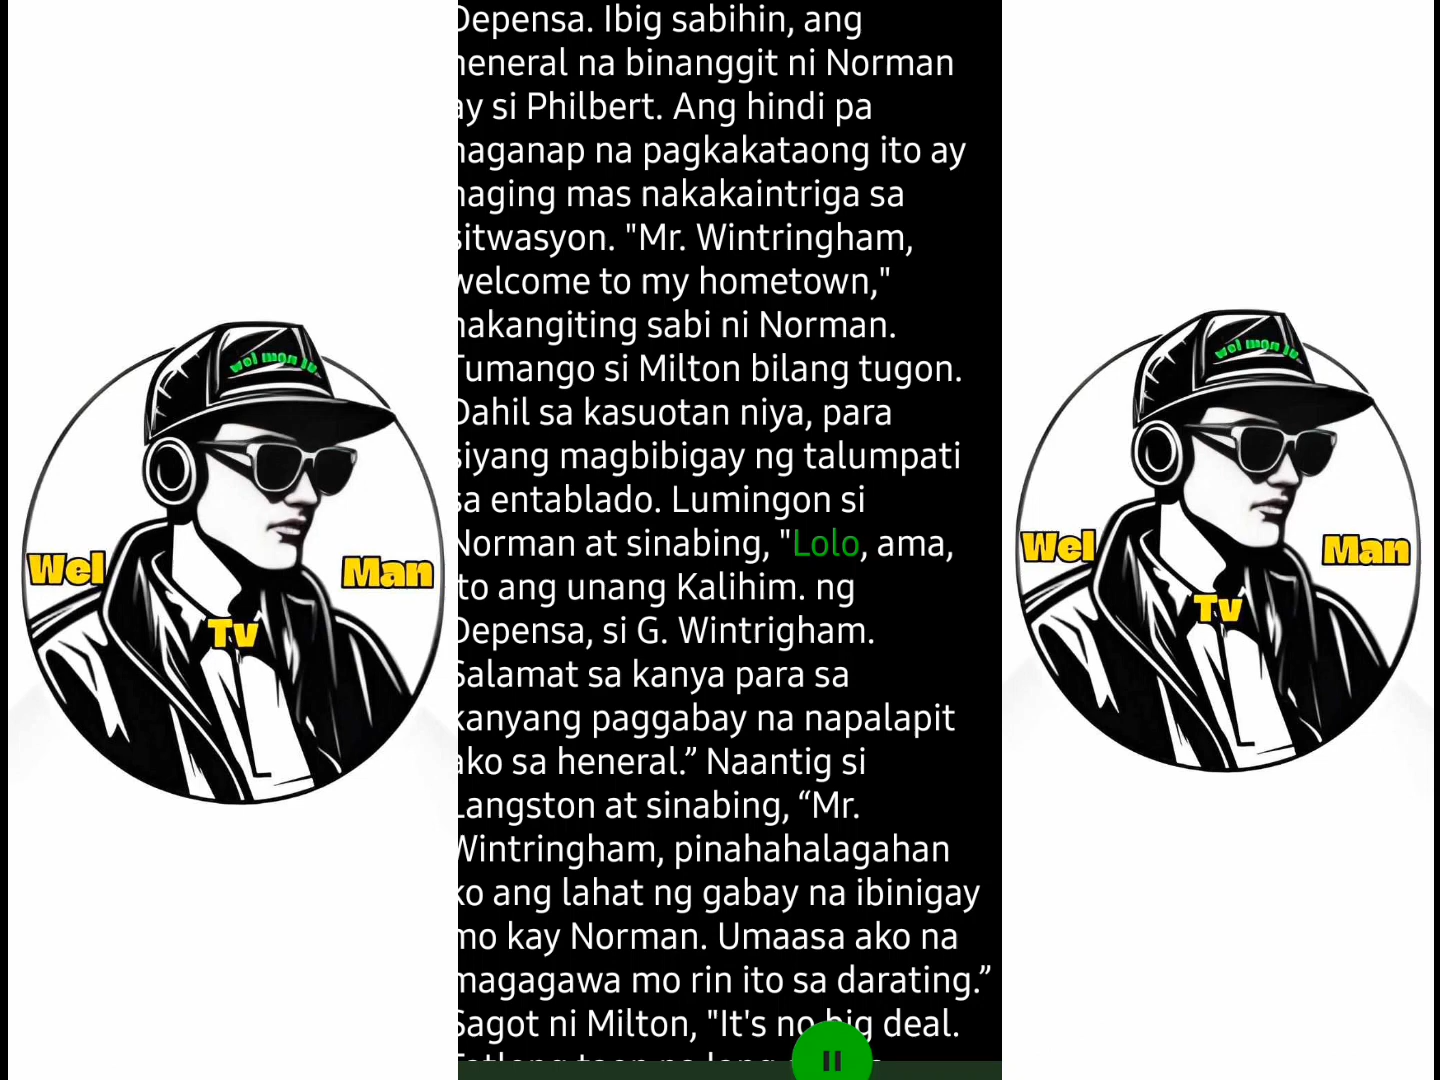 Depensa. Ibig sabihin, ang
heneral na binanggit ni Norman
ay si Philbert. Ang hindi pa
naganap na pagkakataong ito ay
naging mas nakakaintriga sa
sitwasyon. "Mr. Wintringham,
welcome to my hometown,"
nakangiting sabi ni Norman.
Tumango si Milton bilang tugon.
Dahil sa kasuotan niya, para
siyang magbibigay ng talumpati
sa entablado. Lumingon si
Norman at sinabing, "Lolo, ama,
ito ang unang Kalihim. ng
Depensa, si G. Wintrigham.
Salamat sa kanya para sa
kanyang paggabay na napalapit
ako sa heneral.” Naantig si
Langston at sinabing, “Mr.
Wintringham, pinahahalagahan
ko ang lahat ng gabay na ibinigay
mo kay Norman. Umaasa ako na
magagawa mo rin ito sa darating.”
Sagot ni Milton, "It's no big deal.
wel man tv
Wel Man
Tv
wel man tv
Wel Man
Tv